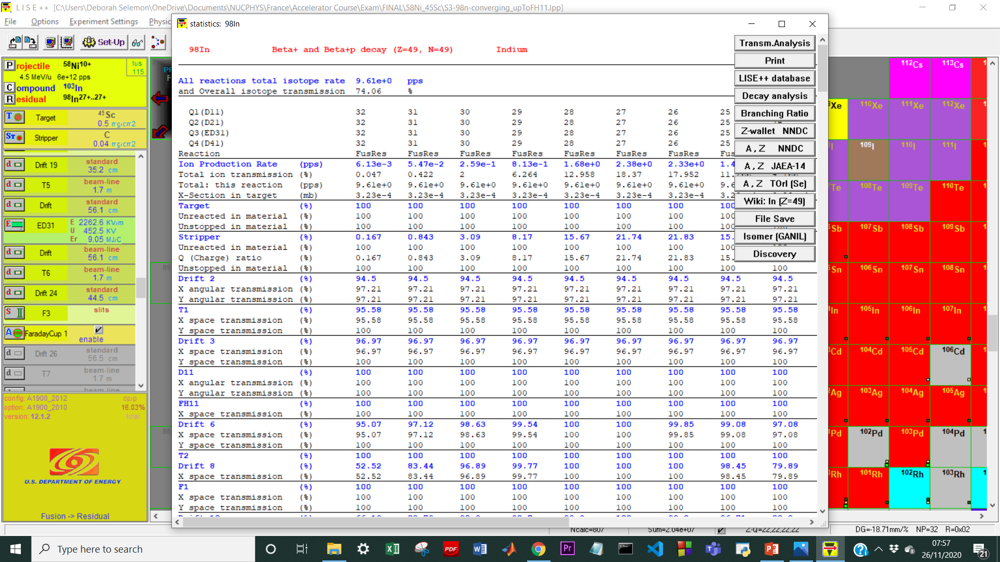 L I S E ++ [C:\Users\Deborah Selemon\OneDrive\Documents\NUCPHYS\France\Accelerator Course\Exam\FINAL\58Ni_45Sc\S3-98n-converging_upToFH11.lpp]
File Options Experiment Settings
Set-Up
statistics: 98In
98In Beta+ and Beta+p decay (Z=49, N=49) Indium
All reactions total isotope rate 9.61e+0 pps
and Overall isotope transmission 74.06 %
Q1(D11) 32 31 30 29 28 27 26 25
Q2(D21) 32 31 30 29 28 27 26 25
Q3(ED31) 32 31 30 29 28 27 26 25
Q4(D41) 32 31 30 29 28 27 26 25
Reaction FusRes FusRes FusRes FusRes FusRes FusRes FusRes
Ion Production Rate (pps) 6.13e-3 5.47e-2 2.59e-1 8.13e-1 1.68e+0 2.38e+0 2.33e+0
Total ion transmission (%) 0.047 0.422 2 6.264 12.958 18.37 17.952
Total: this reaction (pps) 9.61e+0 9.61e+0 9.61e+0 9.61e+0 9.61e+0 9.61e+0 9.61e+0
X-Section in target (mb) 3.23e-4 3.23e-4 3.23e-4 3.23e-4 3.23e-4 3.23e-4 3.23e-4
Target (%) 100 100 100 100 100 100 100 100
Unreacted in material (%) 100 100 100 100 100 100 100 100
Unstopped in material (%) 100 100 100 100 100 100 100 100
Stripper (%) 0.167 0.843 3.09 8.17 15.67 21.74 21.83
Unreacted in material (%) 100 100 100 100 100 100 100 100
Q (Charge) ratio (%) 0.167 0.843 3.09 8.17 15.67 21.74 21.83
Unstopped in material (%) 100 100 100 100 100 100 100 100 100
Drift 2 (%) 94.5 94.5 94.5 94.5 94.5 94.5 94.5 94.5 94.5
X angular transmission (%) 97.21 97.21 97.21 97.21 97.21 97.21 97.21 97.21 97.21
Y angular transmission (%) 97.21 97.21 97.21 97.21 97.21 97.21 97.21 97.21 97.21
T1 (%) 95.58 95.58 95.58 95.58 95.58 95.58 95.58 95.58 95.58
X space transmission (%) 95.58 95.58 95.58 95.58 95.58 95.58 95.58 95.58 95.58
Y space transmission (%) 100 100 100 100 100 100 100 100 100
Drift 3 (%) 96.97 96.97 96.97 96.97 96.97 96.97 96.97 96.97 96.97
X space transmission (%) 96.97 96.97 96.97 96.97 96.97 96.97 96.97 96.97 96.97
Y space transmission (%) 100 100 100 100 100 100 100 100 100
D11 (%) 100 100 100 100 100 100 100 100 100
X angular transmission (%) 100 100 100 100 100 100 100 100 100
Y angular transmission (%) 100 100 100 100 100 100 100 100 100
FH11 (%) 100 100 100 100 100 100 100 100 100
X space transmission (%) 100 100 100 100 100 100 100 100 100
Drift 6 (%) 95.07 97.12 98.63 99.54 100 100 99.85 99.08 97.08
X space transmission (%) 95.07 97.12 98.63 99.54 100 100 99.85 99.08 97.08
Y space transmission (%) 100 100 100 100 100 100 100 100 100
T2 (%) 100 100 100 100 100 100 100 100 100
Drift 8 (%) 52.52 83.44 96.89 99.77 100 100 100 98.45 79.89
X space transmission (%) 52.52 83.44 96.89 99.77 100 100 100 98.45 79.89
F1 (%) 100 100 100 100 100 100 100 100 100
X space transmission (%) 100 100 100 100 100 100 100 100 100
Y space transmission (%) 100 100 100 100 100 100 100 100 100
Transm.Analysis
Print
LISE++ database
Decay analysis
Branching Ratio
Z-wallet NNDC
A , Z NNDC
A , Z JAEA-14
A , Z TOrI (Se)
Wiki: In (Z=49)
File Save
Isomer (GANIL)
Discovery
Projectile 58Ni10+
fus 115
4.5 MeV/u 6e+12 pps
Compound 103In
Residual 98In27+..27+
T Target 45Sc
0.5 mg/cm2
ST Stripper C
0.04 mg/cm2
d Drift 19 standard
35.2 cm
d T5 beam-line
1.7 m
d Drift standard
56.1 cm
E ED31 E 2262.6 KV/m
U 452.5 KV
Er 9.05 MJ/C
d Drift beam-line
56.1 cm
d T6 beam-line
1.7 m
d Drift 24 standard
44.5 cm
S F3 slits
A FaradayCup 1
enable
d Drift 26 standard
56.5 cm
d T7 beam-line
1.7 m
config: A1900_2012 dp/p
option: A1900_2010 16.03%
version: 12.1.2 total
U.S. DEPARTMENT OF ENERGY
Fusion -> Residual
112Cs 113Cs
Xe 110Xe 111Xe 112Xe
109I 110I 111I
Te 108Te 109Te 110Te
Sb 107Sb 108Sb 109Sb
Sn 106Sn 107Sn 108Sn
In 105In 106In 107In
Cd 104Cd 105Cd 106Cd
Ag 103Ag 104Ag 105Ag
Pd 102Pd 103Pd 104Pd
Rh 101Rh 102Rh 103Rh
Ncalc=807 Sum=2.04e+07 Z-Q=22,22,22,22 DG=-18.71mm/% NP=32 R=0x02
Type here to search
PDF
Pr
07:57
26/11/2020
21